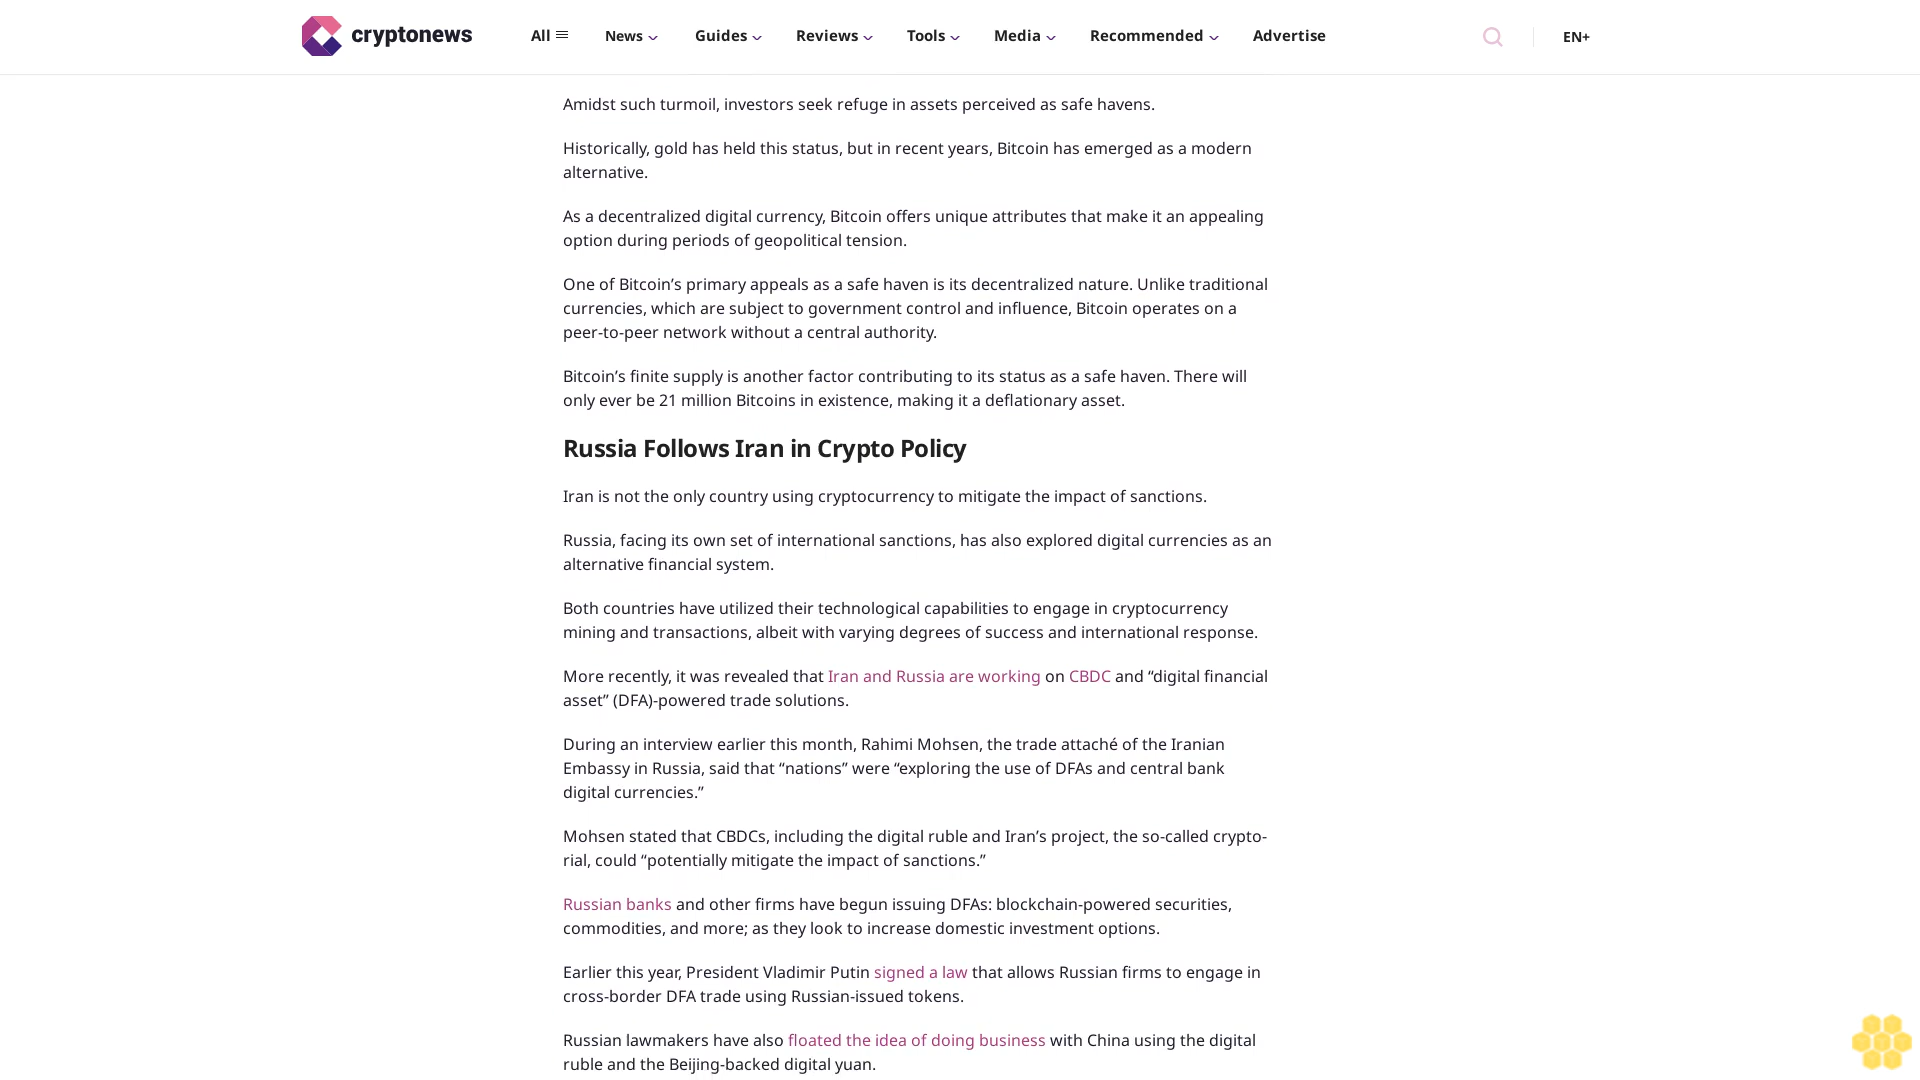 cryptonews
All
News
Guides
Reviews
Tools
Media
Recommended
Advertise
EN+
Amidst such turmoil, investors seek refuge in assets perceived as safe havens.
Historically, gold has held this status, but in recent years, Bitcoin has emerged as a modern
alternative.
As a decentralized digital currency, Bitcoin offers unique attributes that make it an appealing
option during periods of geopolitical tension.
One of Bitcoin’s primary appeals as a safe haven is its decentralized nature. Unlike traditional
currencies, which are subject to government control and influence, Bitcoin operates on a
peer-to-peer network without a central authority.
Bitcoin’s finite supply is another factor contributing to its status as a safe haven. There will
only ever be 21 million Bitcoins in existence, making it a deflationary asset.
Russia Follows Iran in Crypto Policy
Iran is not the only country using cryptocurrency to mitigate the impact of sanctions.
Russia, facing its own set of international sanctions, has also explored digital currencies as an
alternative financial system.
Both countries have utilized their technological capabilities to engage in cryptocurrency
mining and transactions, albeit with varying degrees of success and international response.
More recently, it was revealed that Iran and Russia are working on CBDC and “digital financial
asset” (DFA)-powered trade solutions.
During an interview earlier this month, Rahimi Mohsen, the trade attaché of the Iranian
Embassy in Russia, said that “nations” were “exploring the use of DFAs and central bank
digital currencies.”
Mohsen stated that CBDCs, including the digital ruble and Iran’s project, the so-called crypto-
rial, could “potentially mitigate the impact of sanctions.”
Russian banks and other firms have begun issuing DFAs: blockchain-powered securities,
commodities, and more; as they look to increase domestic investment options.
Earlier this year, President Vladimir Putin signed a law that allows Russian firms to engage in
cross-border DFA trade using Russian-issued tokens.
Russian lawmakers have also floated the idea of doing business with China using the digital
ruble and the Beijing-backed digital yuan.